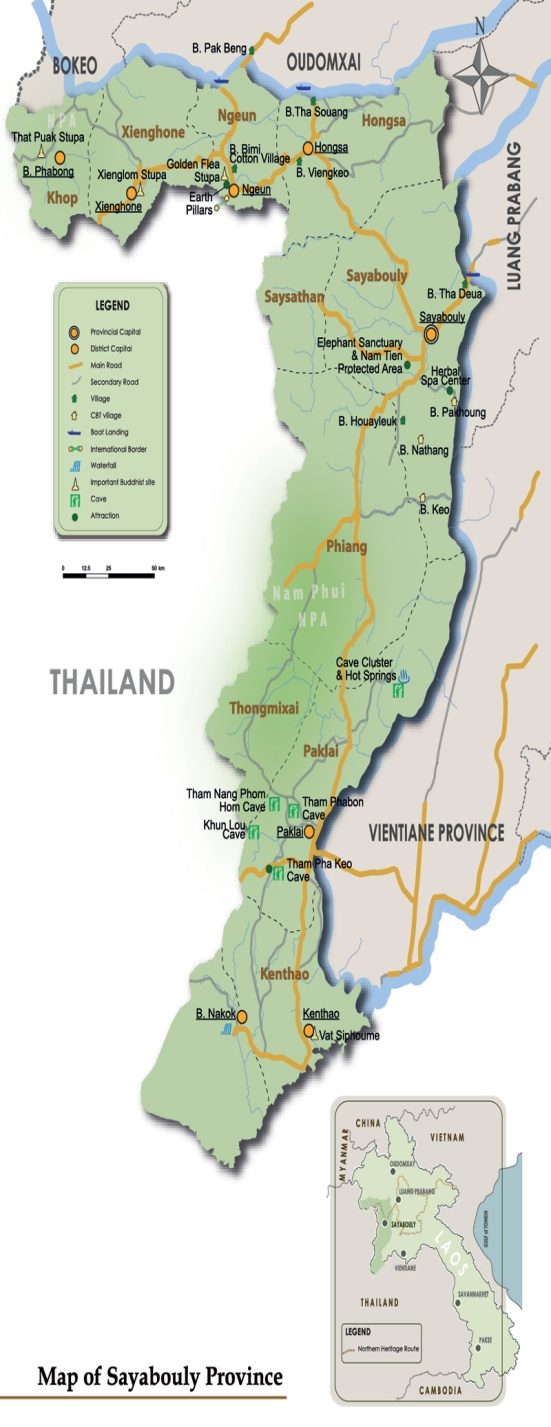 B. Pak Beng
N
BOKEO
OUDOMXAI
NPA
Xienghone
Ngeun
B.Tha Souang
Hongsa
That Puak Stupa
B. Phabong
Xienglom Stupa
Golden Flea
Stupa
B. Bimi
Cotton Village
Hongsa
B. Viengkeo
Khop
Xienghone
Earth
Pillars
Ngeun
LUANG PRABANG
Saysathan
Sayabouly
B. Tha Deua
Sayabouly
Elephant Sanctuary
& Nam Tien
Protected Area
Herbal
Spa Center
B. Pakhoung
B. Houayleuk
B. Nathang
B. Keo
LEGEND
Provincial Capital
District Capital
Main Road
Secondary Road
Village
CBT village
Boat Landing
International Border
Waterfall
Important Buddhist site
Cave
Attraction
0 12.5 25 50 km
Phiang
Nam Phui
NPA
THAILAND
Cave Cluster
& Hot Springs
Thongmixai
Paklai
Tham Nang Phom
Hom Cave
Tham Phabon
Cave
Khun Lou
Cave
Paklai
VIENTIANE PROVINCE
Tham Pha Keo
Cave
Kenthao
B. Nakok
Kenthao
Vat Siphoume
CHINA
MYANMAR
VIETNAM
OUDOMXAY
LUANG PRABANG
SAYABOULY
GULF of TONKIN
LAOS
VIENTIANE
SAVANNAKHET
THAILAND
PAKSE
LEGEND
Northern Heritage Route
CAMBODIA
Map of Sayabouly Province